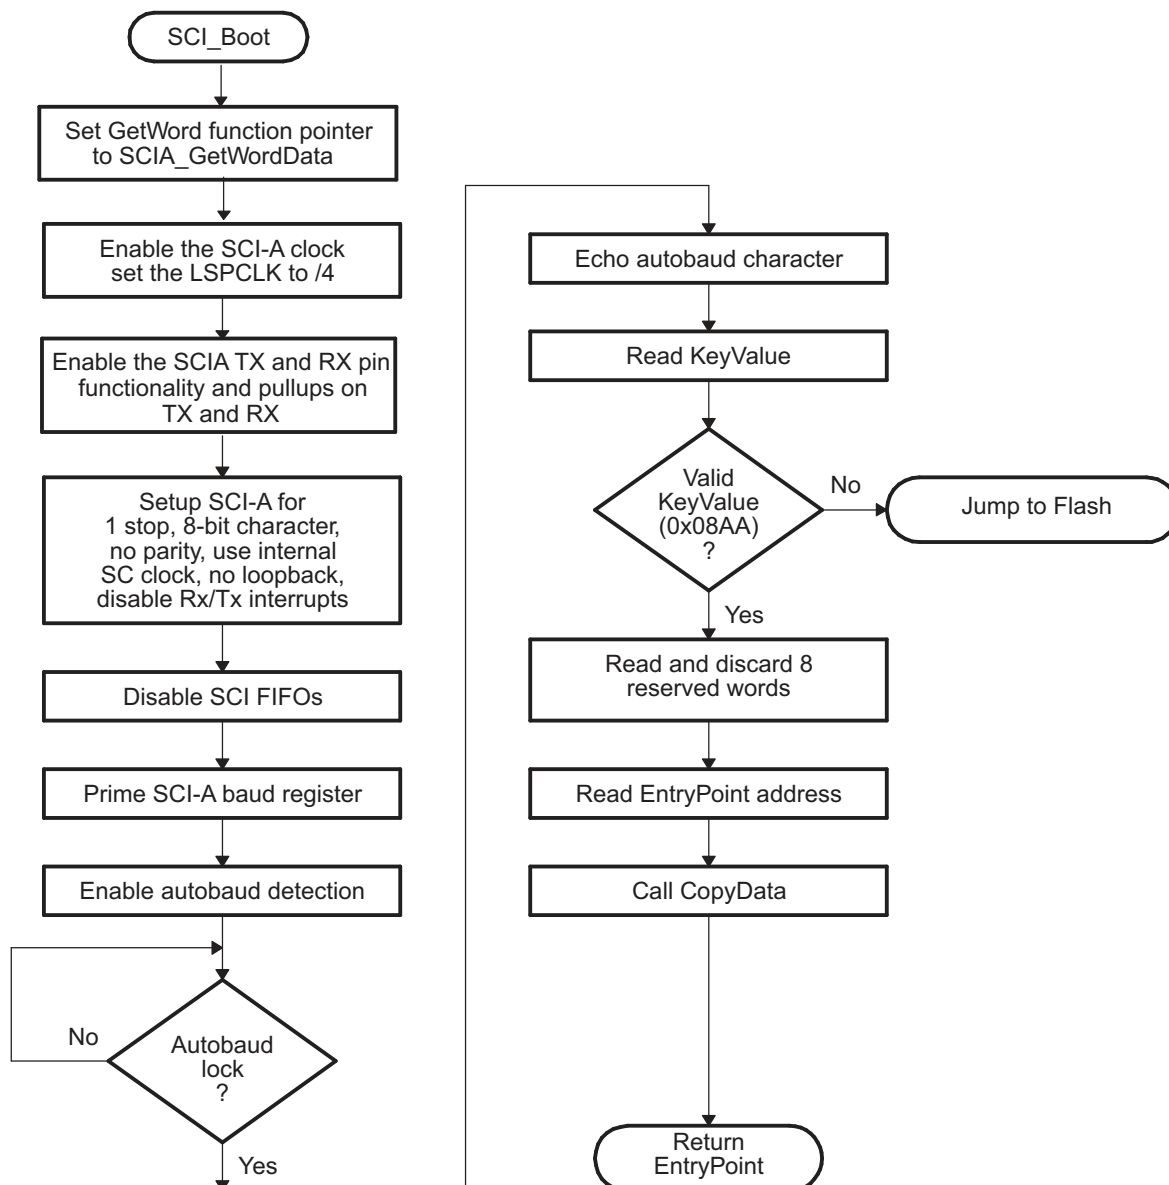 SCI_Boot
Set GetWord function pointer
to SCIA_GetWordData
Enable the SCI-A clock
set the LSPCLK to /4
Enable the SCIA TX and RX pin
functionality and pullups on
TX and RX
Setup SCI-A for
1 stop, 8-bit character,
no parity, use internal
SC clock, no loopback,
disable Rx/Tx interrupts
Disable SCI FIFOs
Prime SCI-A baud register
Enable autobaud detection
No
Autobaud
lock
?
Yes
Echo autobaud character
Read KeyValue
Valid
KeyValue
(0x08AA)
?
No
Jump to Flash
Yes
Read and discard 8
reserved words
Read EntryPoint address
Call CopyData
Return
EntryPoint